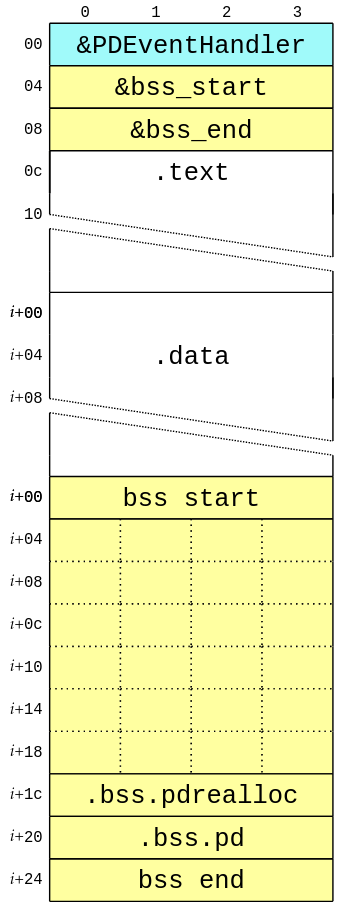 0 1 2 3
00 &PDEventHandler
04 &bss_start
08 &bss_end
0c .text
10
i+00
i+04 .data
i+08
i+00 bss start
i+04
i+08
i+0c
i+10
i+14
i+18
i+1c .bss.pdrealloc
i+20 .bss.pd
i+24 bss end